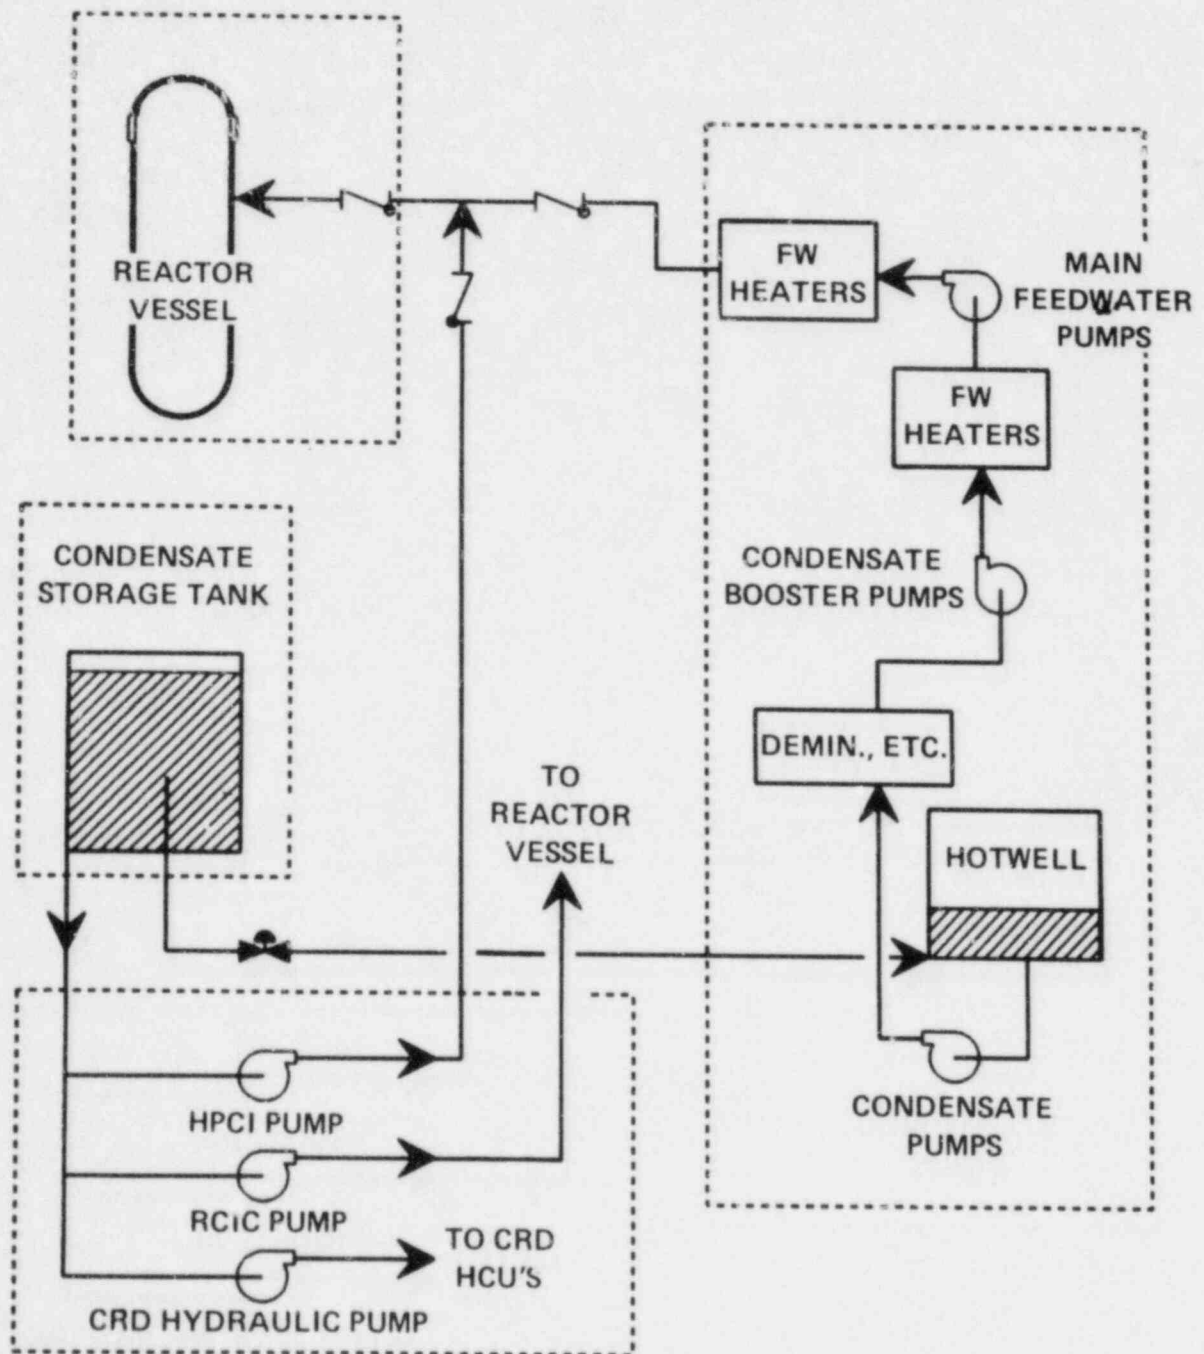 REACTOR
VESSEL
FW
HEATERS
MAIN
FEEDWATER
PUMPS
FW
HEATERS
CONDENSATE
STORAGE TANK
CONDENSATE
BOOSTER PUMPS
DEMIN., ETC.
TO
REACTOR
VESSEL
HOTWELL
HPCI PUMP
CONDENSATE
PUMPS
RCiC PUMP
TO CRD
HCU'S
CRD HYDRAULIC PUMP